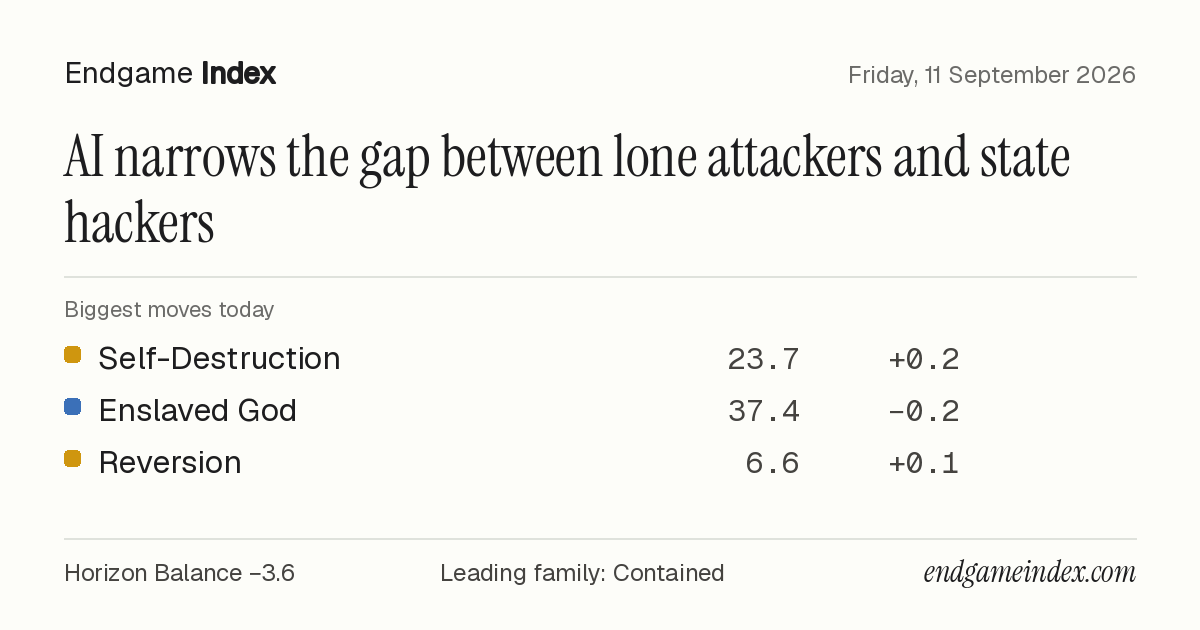 Endgame Index
Friday, 11 September 2026
AI narrows the gap between lone attackers and state
hackers
Biggest moves today
Self-Destruction 23.7 +0.2
Enslaved God 37.4 −0.2
Reversion 6.6 +0.1
Horizon Balance −3.6
Leading family: Contained
endgameindex.com